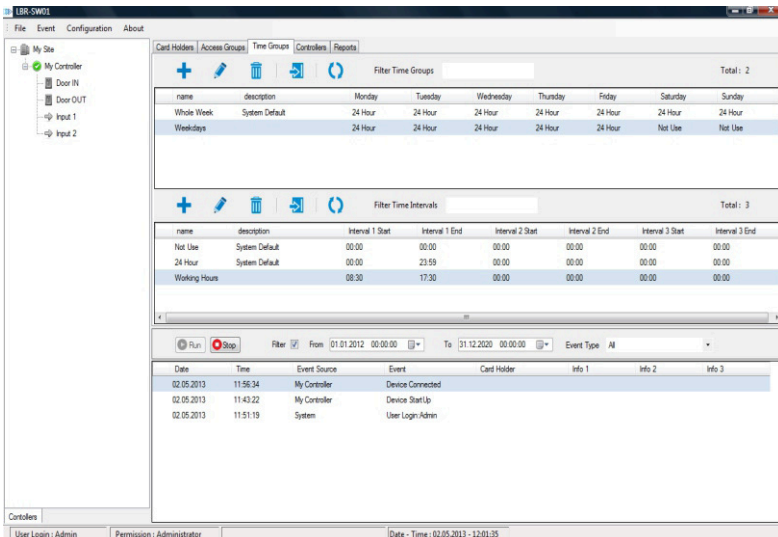 LBR-SW01
File Event Configuration About
My Site
My Controller
Door IN
Door OUT
Input 1
Input 2
Contollers
Card Holders Access Groups Time Groups Controllers Reports
Filter Time Groups Total : 2
name description Monday Tuesday Wednesday Thursday Friday Saturday Sunday
Whole Week System Default 24 Hour 24 Hour 24 Hour 24 Hour 24 Hour 24 Hour 24 Hour
Weekdays 24 Hour 24 Hour 24 Hour 24 Hour 24 Hour Not Use Not Use
Filter Time Intervals Total : 3
name description Interval 1 Start Interval 1 End Interval 2 Start Interval 2 End Interval 3 Start Interval 3 End
Not Use System Default 00:00 00:00 00:00 00:00 00:00 00:00
24 Hour System Default 00:00 23:59 00:00 00:00 00:00 00:00
Working Hours 08:30 17:30 00:00 00:00 00:00 00:00
Run Stop Filter From 01.01.2012 00:00:00 To 31.12.2020 00:00:00 Event Type All
Date Time Event Source Event Card Holder Info 1 Info 2 Info 3
02.05.2013 11:56:34 My Controller Device Connected
02.05.2013 11:43:22 My Controller Device StartUp
02.05.2013 11:51:19 System User Login:Admin
User Login : Admin Permission : Administrator Date - Time : 02.05.2013 - 12:01:35